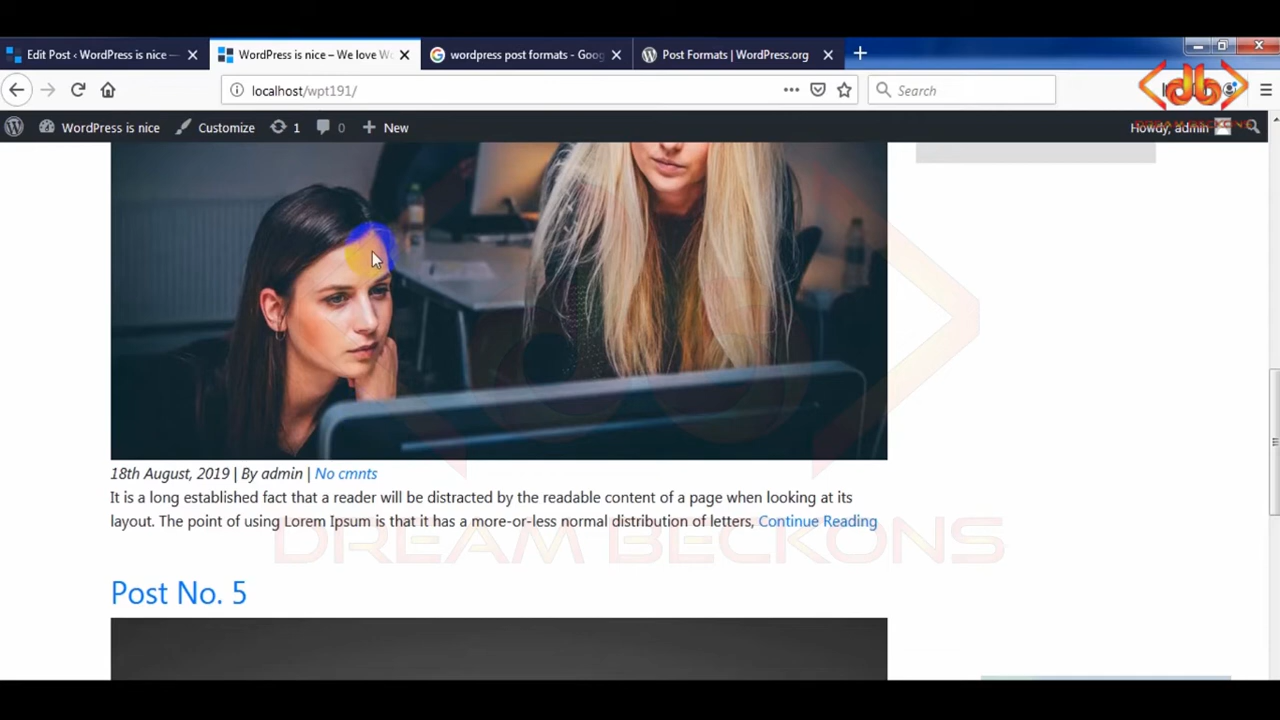 Edit Post ‹ WordPress is nice —
WordPress is nice – We love Wo
wordpress post formats - Goog
Post Formats | WordPress.org
localhost/wpt191/
Search
DREAM BECKONS
WordPress is nice
Customize
1
0
New
Howdy, admin
18th August, 2019 | By admin | No cmnts
It is a long established fact that a reader will be distracted by the readable content of a page when looking at its
layout. The point of using Lorem Ipsum is that it has a more-or-less normal distribution of letters, Continue Reading
DREAM BECKONS
Post No. 5